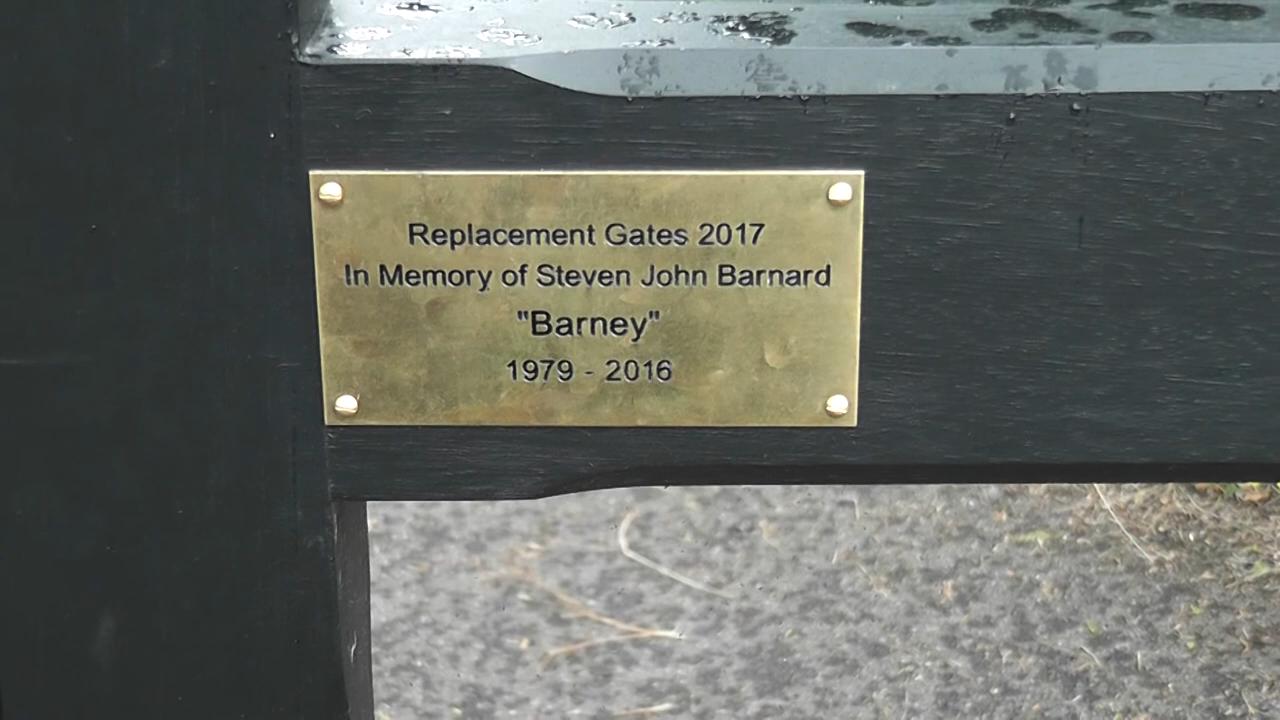 Replacement Gates 2017
In Memory of Steven John Barnard
"Barney"
1979 - 2016